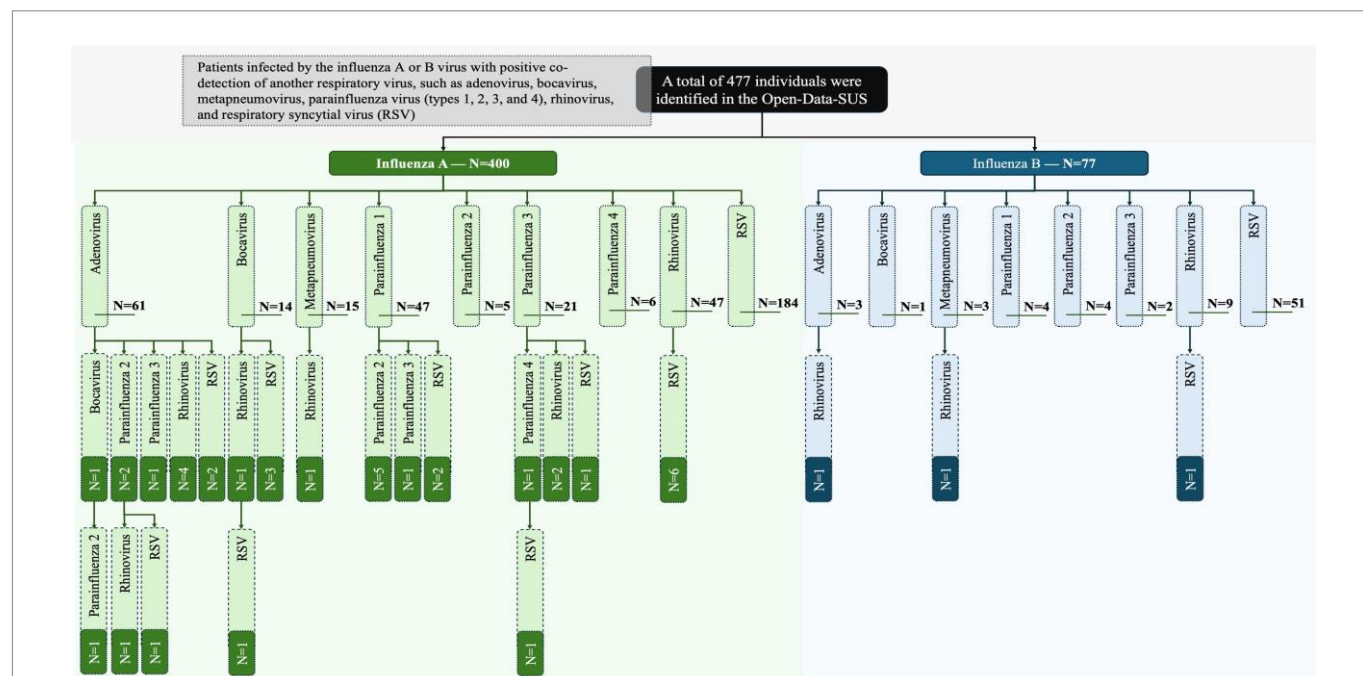 Patients infected by the influenza A or B virus with positive co-
detection of another respiratory virus, such as adenovirus, bocavirus,
metapneumovirus, parainfluenza virus (types 1, 2, 3, and 4), rhinovirus,
and respiratory syncytial virus (RSV)
A total of 477 individuals were
identified in the Open-Data-SUS
Influenza A — N=400
Influenza B — N=77
Adenovirus
N=61
Bocavirus
N=14
Metapneumovirus
N=15
Parainfluenza 1
N=47
Parainfluenza 2
N=5
Parainfluenza 3
N=21
Parainfluenza 4
N=6
Rhinovirus
N=47
RSV
N=184
Adenovirus
N=3
Bocavirus
N=1
Metapneumovirus
N=3
Parainfluenza 1
N=4
Parainfluenza 2
N=4
Parainfluenza 3
N=2
Rhinovirus
N=9
RSV
N=51
Bocavirus
N=1
Parainfluenza 2
N=2
Parainfluenza 3
N=1
Rhinovirus
N=4
RSV
N=2
Rhinovirus
N=1
RSV
N=3
Rhinovirus
N=1
Parainfluenza 2
N=5
Parainfluenza 3
N=1
RSV
N=2
Parainfluenza 4
N=1
Rhinovirus
N=2
RSV
N=1
RSV
N=6
Rhinovirus
N=1
Rhinovirus
N=1
RSV
N=1
Parainfluenza 2
N=1
Rhinovirus
N=1
RSV
N=1
RSV
N=1
RSV
N=1